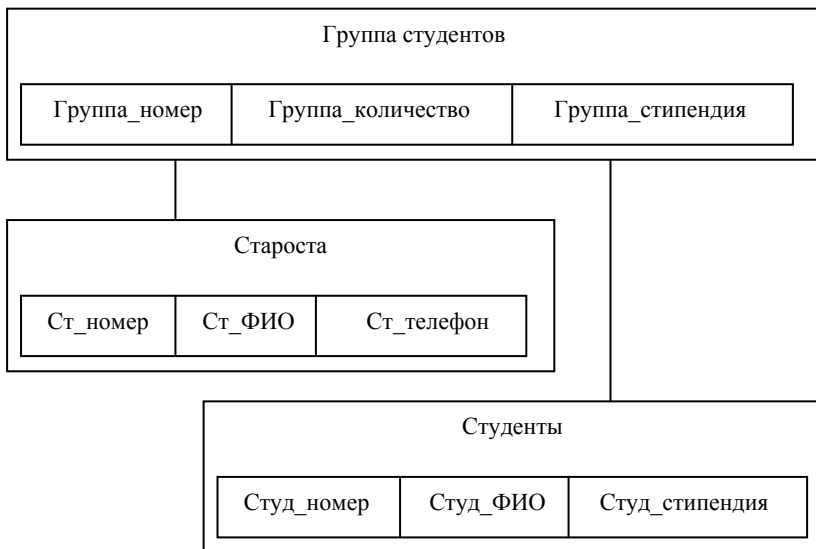 Группа студентов
Группа_номер Группа_количество Группа_стипендия
Староста
Ст_номер Ст_ФИО Ст_телефон
Студенты
Студ_номер Студ_ФИО Студ_стипендия